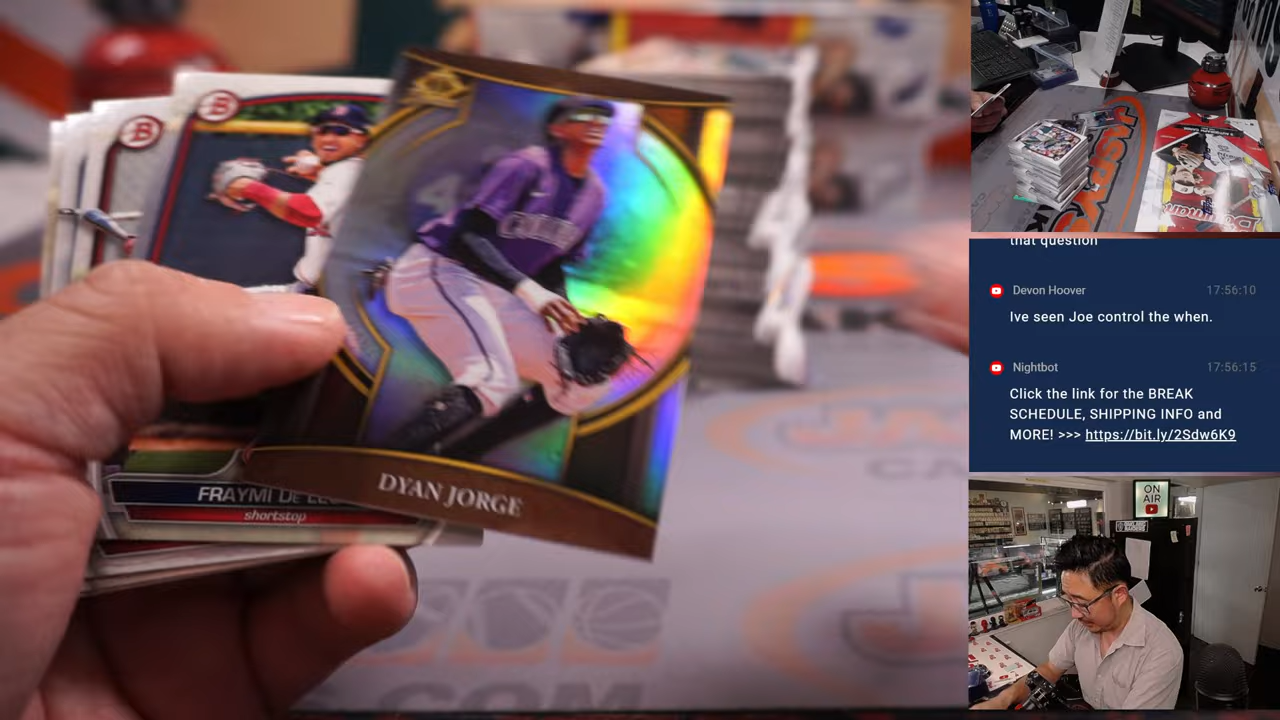 B
B
DYAN JORGE
FRAYMI DE LE
shortstop
that question
Devon Hoover
17:56:10
Ive seen Joe control the when.
Nightbot
17:56:15
Click the link for the BREAK
SCHEDULE, SHIPPING INFO and
MORE! >>> https://bit.ly/2Sdw6K9
ON
AIR
.COM